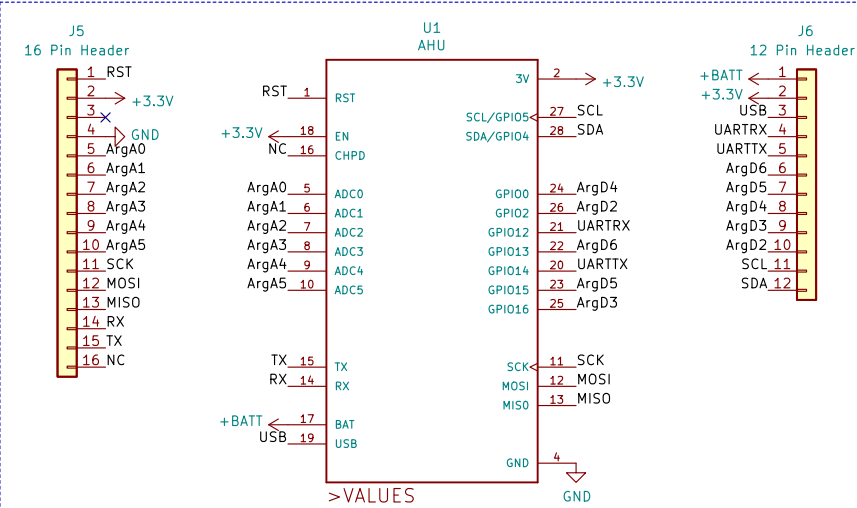 J5
16 Pin Header
1 RST
2 +3.3V
3
4 GND
5 ArgA0
6 ArgA1
7 ArgA2
8 ArgA3
9 ArgA4
10 ArgA5
11 SCK
12 MOSI
13 MISO
14 RX
15 TX
16 NC
U1
AHU
RST 1 RST
+3.3V 18 EN
NC 16 CHPD
ArgA0 5 ADC0
ArgA1 6 ADC1
ArgA2 7 ADC2
ArgA3 8 ADC3
ArgA4 9 ADC4
ArgA5 10 ADC5
TX 15 TX
RX 14 RX
+BATT 17 BAT
USB 19 USB
3V 2 +3.3V
SCL/GPIO5 27 SCL
SDA/GPIO4 28 SDA
GPIO0 24 ArgD4
GPIO2 26 ArgD2
GPIO12 21 UARTRX
GPIO13 22 ArgD6
GPIO14 20 UARTTX
GPIO15 23 ArgD5
GPIO16 25 ArgD3
SCK 11 SCK
MOSI 12 MOSI
MISO 13 MISO
GND 4
GND
>VALUES
J6
12 Pin Header
+BATT 1
+3.3V 2
USB 3
UARTRX 4
UARTTX 5
ArgD6 6
ArgD5 7
ArgD4 8
ArgD3 9
ArgD2 10
SCL 11
SDA 12